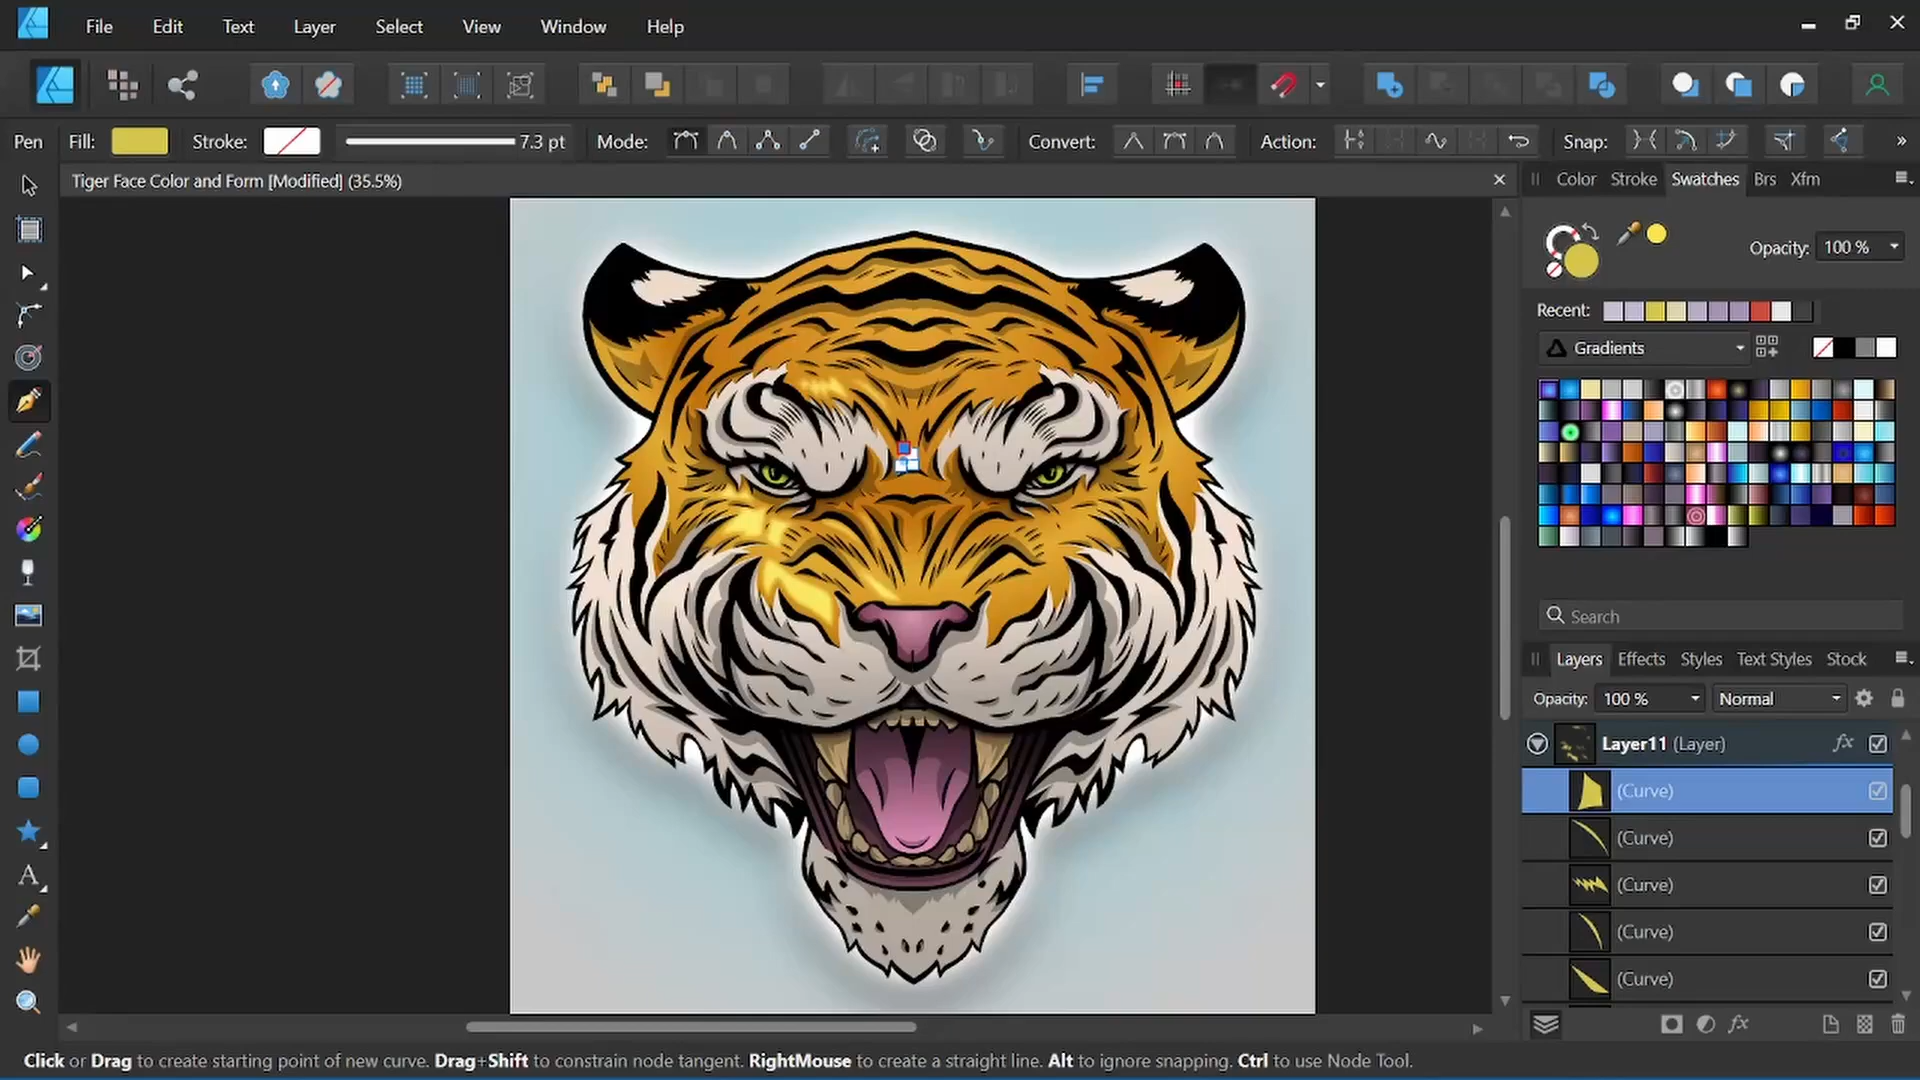 File Edit Text Layer Select View Window Help
Pen Fill: Stroke: 7.3 pt Mode: Convert: Action: Snap: »
Tiger Face Color and Form [Modified] (35.5%)
Color Stroke Swatches Brs Xfm
Opacity: 100 %
Recent:
Gradients
Search
Layers Effects Styles Text Styles Stock
Opacity: 100 % Normal
Layer11 (Layer) fx
(Curve)
(Curve)
(Curve)
(Curve)
(Curve)
fx
Click or Drag to create starting point of new curve. Drag+Shift to constrain node tangent. RightMouse to create a straight line. Alt to ignore snapping. Ctrl to use Node Tool.